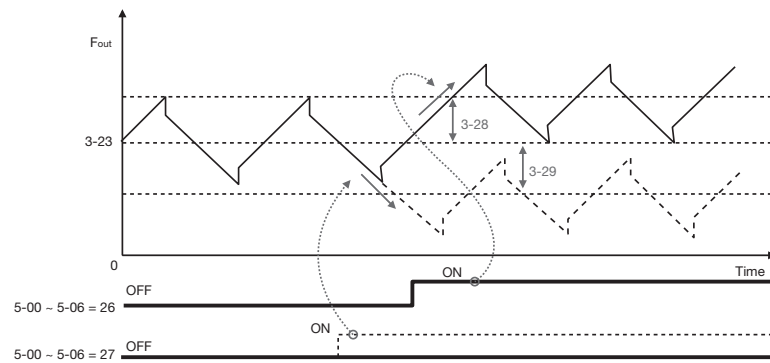 Fout
3-23
3-28
3-29
0
Time
ON
OFF
5-00 ~ 5-06 = 26
ON
OFF
5-00 ~ 5-06 = 27